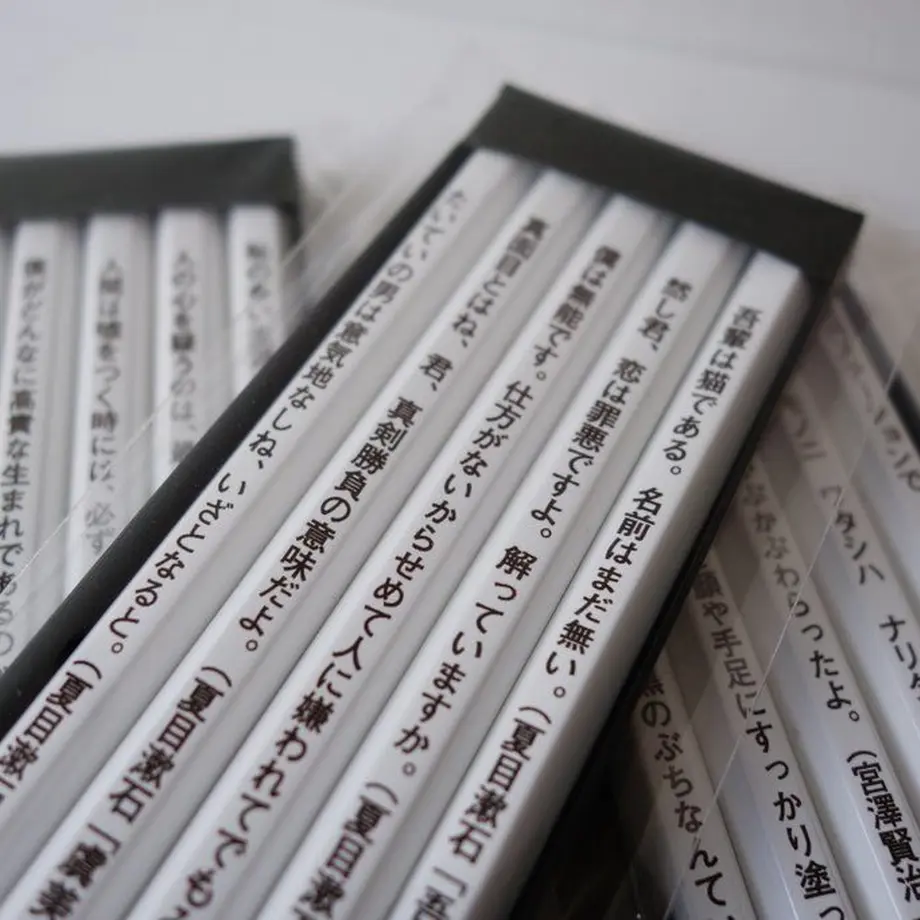 吾輩は猫である。名前はまだ無い。（夏目漱石「吾
然し君、恋は罪悪ですよ。解っていますか。（夏目漱
僕は無能です。仕方がないからせめて人に嫌われてでも
真面目とはね、君、真剣勝負の意味だよ。（夏目漱石「虞美
たいていの男は意気地なしね、いざとなると。（夏目漱
人の心を疑うのは、
人間は嘘をつく時には、必ず
僕がどんなに高貴な生まれであるの
ワタシハ ナリタ
かぷかぷわらったよ。（宮澤賢治
顔や手足にすっかり塗っ
のぶちなんて